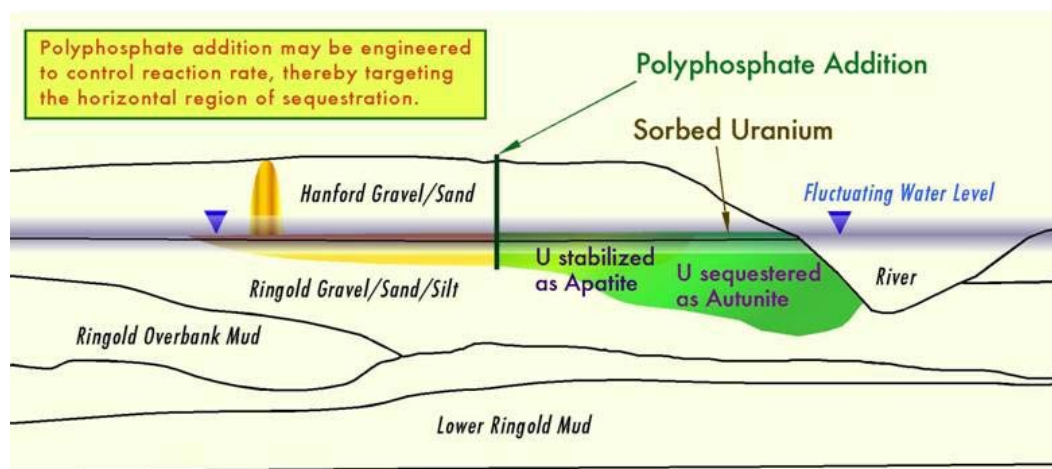 Polyphosphate addition may be engineered
to control reaction rate, thereby targeting
the horizontal region of sequestration.
Polyphosphate Addition
Sorbed Uranium
Hanford Gravel/Sand
Fluctuating Water Level
U stabilized
as Apatite
U sequestered
as Autunite
River
Ringold Gravel/Sand/Silt
Ringold Overbank Mud
Lower Ringold Mud